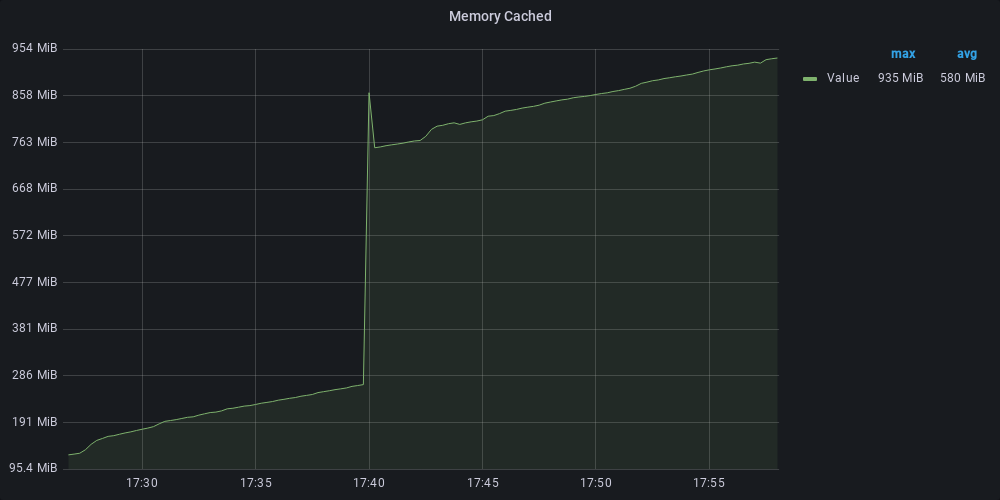 Memory Cached
954 MiB
858 MiB
763 MiB
668 MiB
572 MiB
477 MiB
381 MiB
286 MiB
191 MiB
95.4 MiB
17:30 17:35 17:40 17:45 17:50 17:55
max avg
Value 935 MiB 580 MiB